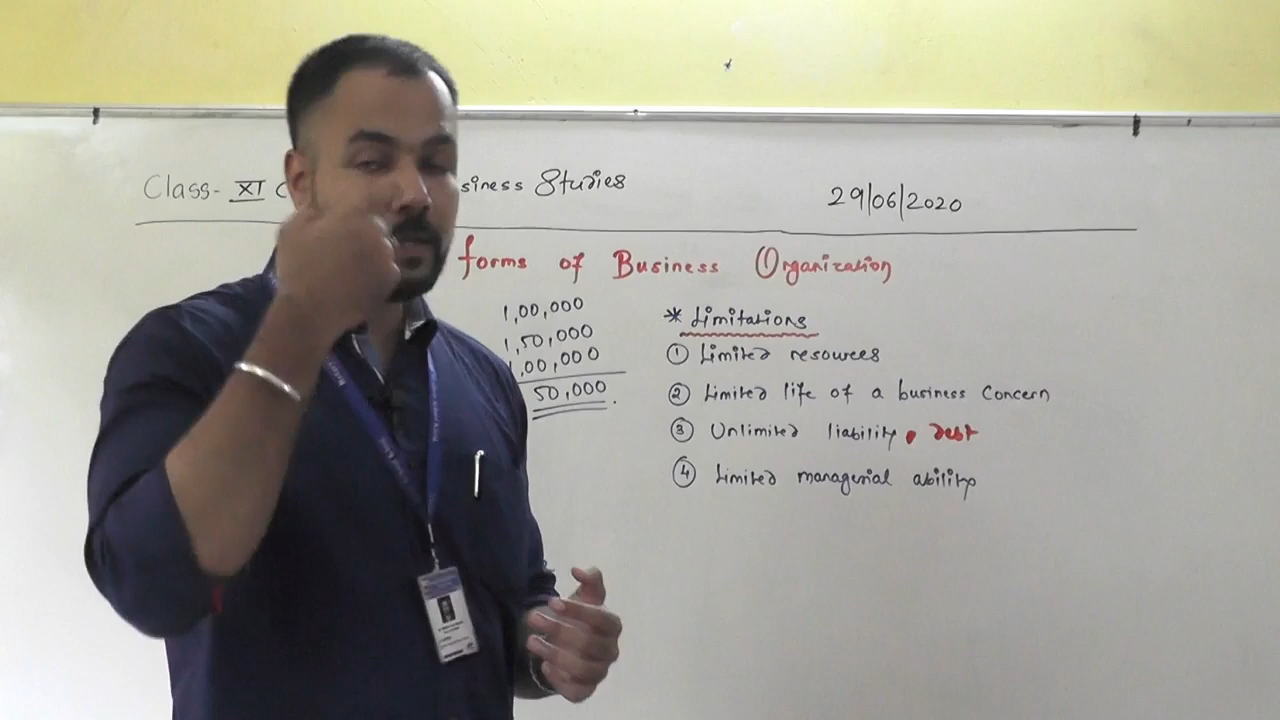 Class- XI
siness Studies
29/06/2020
forms of Business Organization
1,00,000
1,50,000
,00,000
50,000
* Limitations
① Limited resources
② Limited life of a business Concern
③ Unlimited liability debt
④ Limited managerial ability